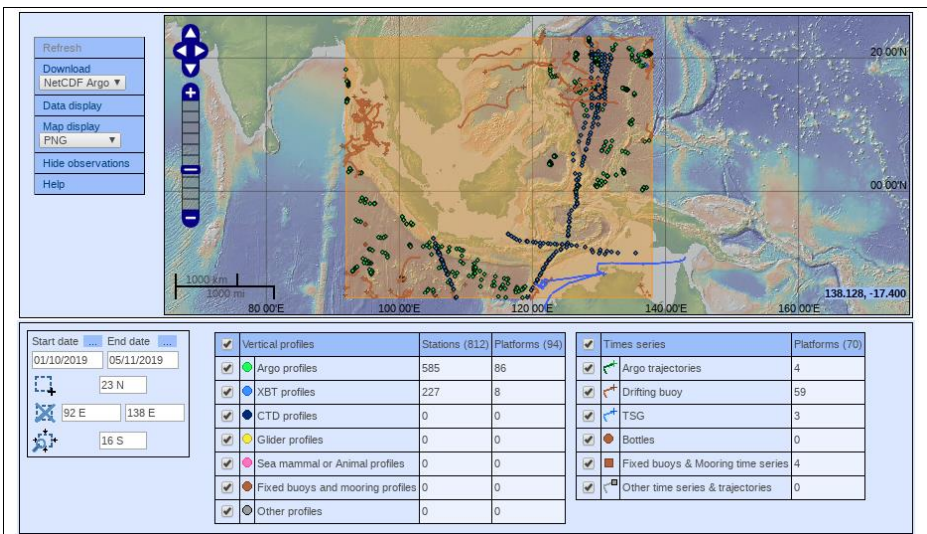 Refresh
Download
NetCDF Argo
Data display
Map display
PNG
Hide observations
Help
20 00'N
00 00'N
1000 km
1000 mi
80 00'E
100 00'E
120 00'E
140 00'E
160 00'E
138.128, -17.400
Start date ... End date ...
01/10/2019 05/11/2019
23 N
92 E 138 E
16 S
Vertical profiles Stations (812) Platforms (94)
Argo profiles 585 86
XBT profiles 227 8
CTD profiles 0 0
Glider profiles 0 0
Sea mammal or Animal profiles 0 0
Fixed buoys and mooring profiles 0 0
Other profiles 0 0
Times series Platforms (70)
Argo trajectories 4
Drifting buoy 59
TSG 3
Bottles 0
Fixed buoys & Mooring time series 4
Other time series & trajectories 0